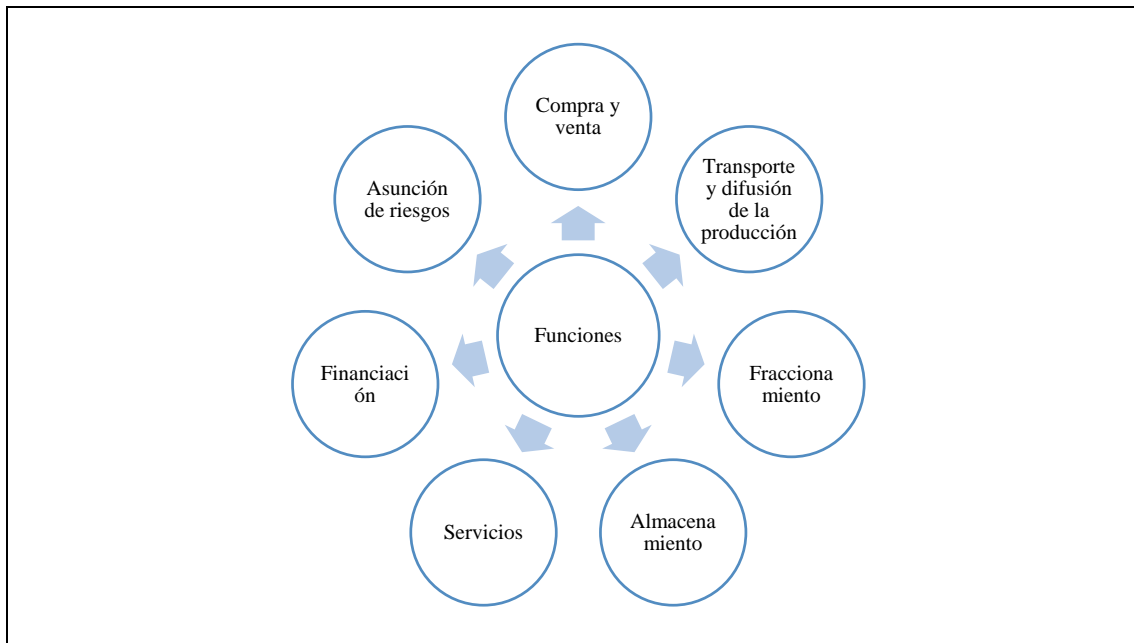 Compra y
venta
Transporte
y difusión
de la
producción
Fracciona
miento
Almacena
miento
Servicios
Financiaci
ón
Asunción
de riesgos
Funciones